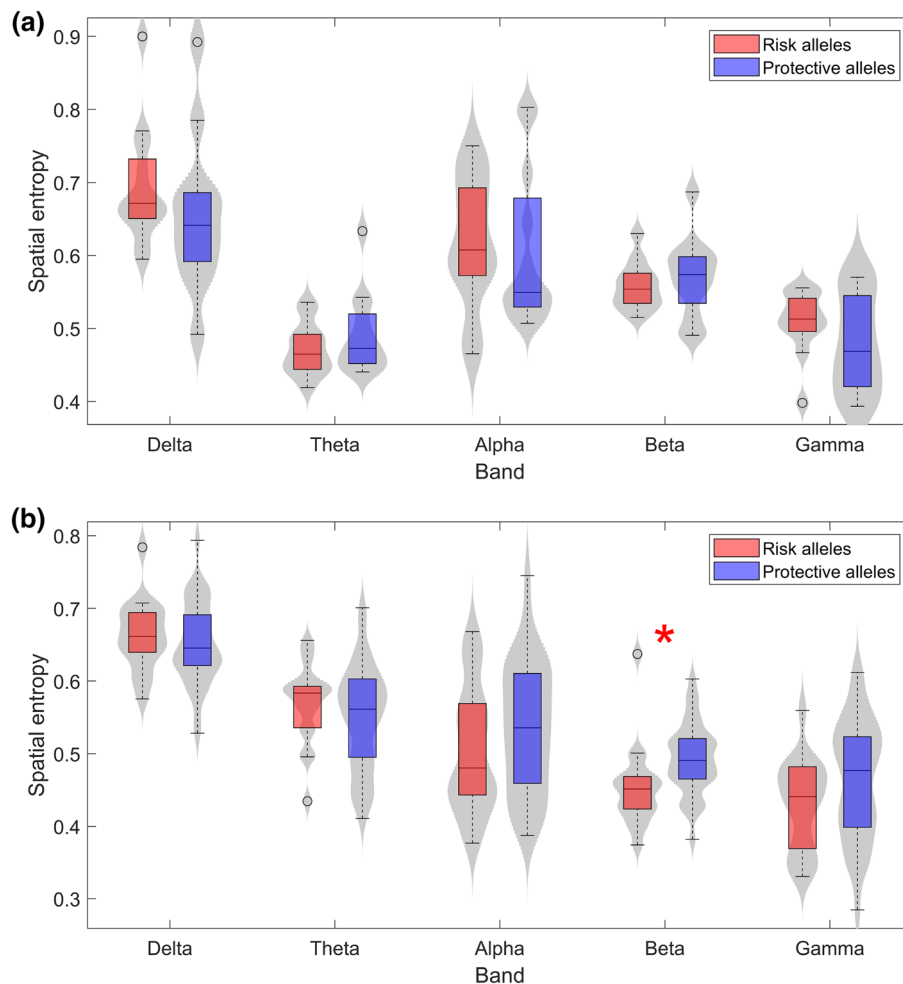 (a)
Risk alleles
Protective alleles
Spatial entropy
0.9
0.8
0.7
0.6
0.5
0.4
Delta Theta Alpha Beta Gamma
Band
(b)
Risk alleles
Protective alleles
*
Spatial entropy
0.8
0.7
0.6
0.5
0.4
0.3
Delta Theta Alpha Beta Gamma
Band